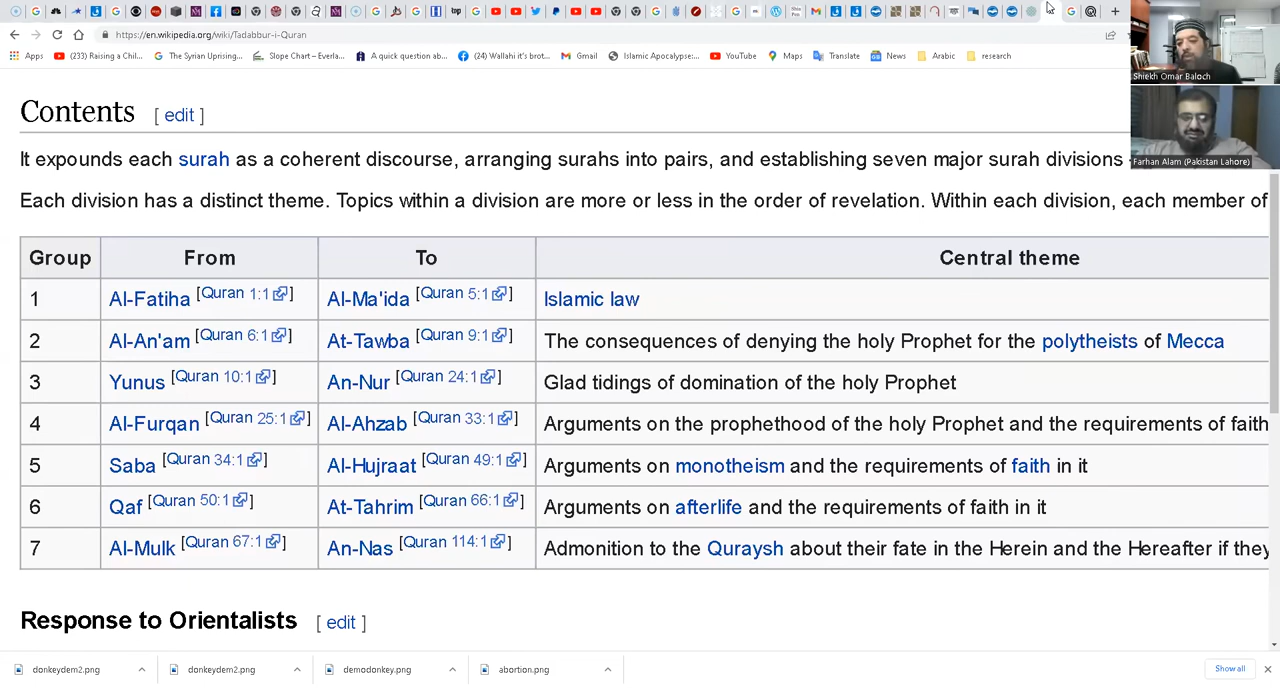 https://en.wikipedia.org/wiki/Tadabbur-i-Quran
Apps
(233) Raising a Chil...
The Syrian Uprising...
Slope Chart – Everla...
A quick question ab...
(24) Wallahi it's brot...
Gmail
Islamic Apocalypse:...
YouTube
Maps
Translate
News
Arabic
research
Shiekh Omar Baloch
Farhan Alam (Pakistan Lahore)
Contents [ edit ]
It expounds each surah as a coherent discourse, arranging surahs into pairs, and establishing seven major surah divisions
Each division has a distinct theme. Topics within a division are more or less in the order of revelation. Within each division, each member of
Group From To Central theme
1 Al-Fatiha [Quran 1:1] Al-Ma'ida [Quran 5:1] Islamic law
2 Al-An'am [Quran 6:1] At-Tawba [Quran 9:1] The consequences of denying the holy Prophet for the polytheists of Mecca
3 Yunus [Quran 10:1] An-Nur [Quran 24:1] Glad tidings of domination of the holy Prophet
4 Al-Furqan [Quran 25:1] Al-Ahzab [Quran 33:1] Arguments on the prophethood of the holy Prophet and the requirements of faith
5 Saba [Quran 34:1] Al-Hujraat [Quran 49:1] Arguments on monotheism and the requirements of faith in it
6 Qaf [Quran 50:1] At-Tahrim [Quran 66:1] Arguments on afterlife and the requirements of faith in it
7 Al-Mulk [Quran 67:1] An-Nas [Quran 114:1] Admonition to the Quraysh about their fate in the Herein and the Hereafter if they
Response to Orientalists [ edit ]
donkeydem2.png
donkeydem2.png
demodonkey.png
abortion.png
Show all